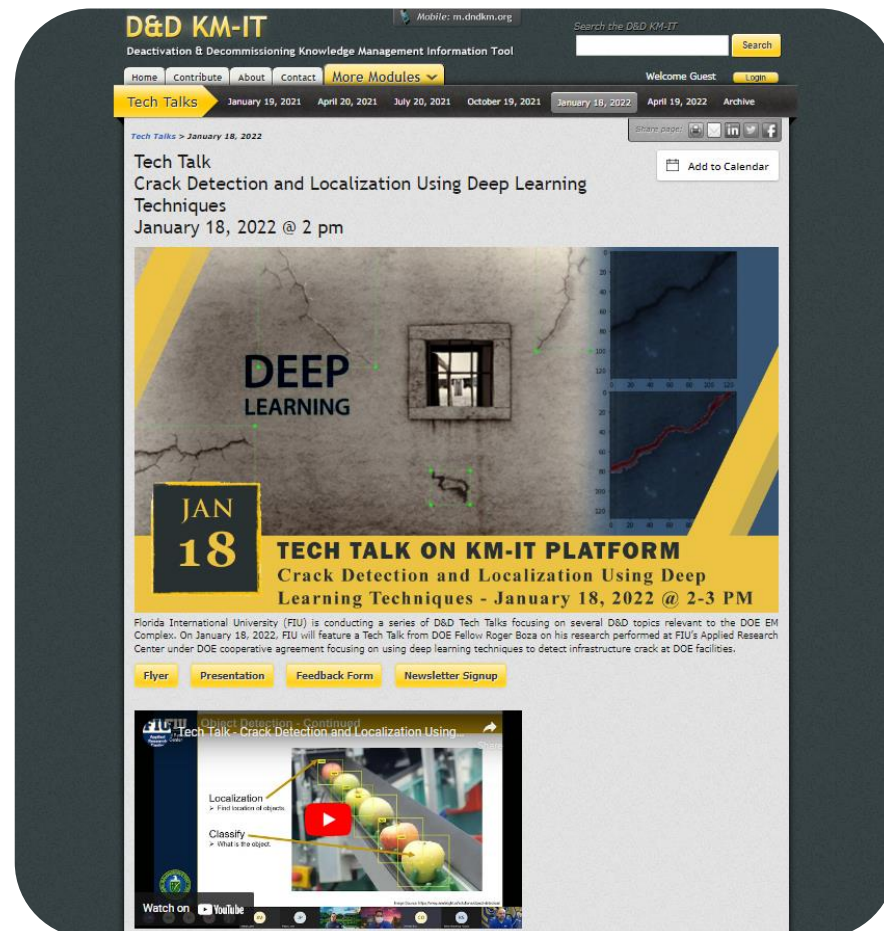 D&D KM-IT
Mobile: m.dndkm.org
Search the D&D KM-IT
Deactivation & Decommissioning Knowledge Management Information Tool
Search
Home Contribute About Contact More Modules
Welcome Guest Login
Tech Talks January 19, 2021 April 20, 2021 July 20, 2021 October 19, 2021 January 18, 2022 April 19, 2022 Archive
Share page:
Tech Talks > January 18, 2022
Add to Calendar
Tech Talk
Crack Detection and Localization Using Deep Learning
Techniques
January 18, 2022 @ 2 pm
DEEP
LEARNING
JAN
18
TECH TALK ON KM-IT PLATFORM
Crack Detection and Localization Using Deep
Learning Techniques - January 18, 2022 @ 2-3 PM
Florida International University (FIU) is conducting a series of D&D Tech Talks focusing on several D&D topics relevant to the DOE EM
Complex. On January 18, 2022, FIU will feature a Tech Talk from DOE Fellow Roger Boza on his research performed at FIU's Applied Research
Center under DOE cooperative agreement focusing on using deep learning techniques to detect infrastructure crack at DOE facilities.
Flyer Presentation Feedback Form Newsletter Signup
Object Detection - Continued
Tech Talk - Crack Detection and Localization Using...
Share
Localization
Find location of objects.
Classify
What is the object.
Watch on YouTube